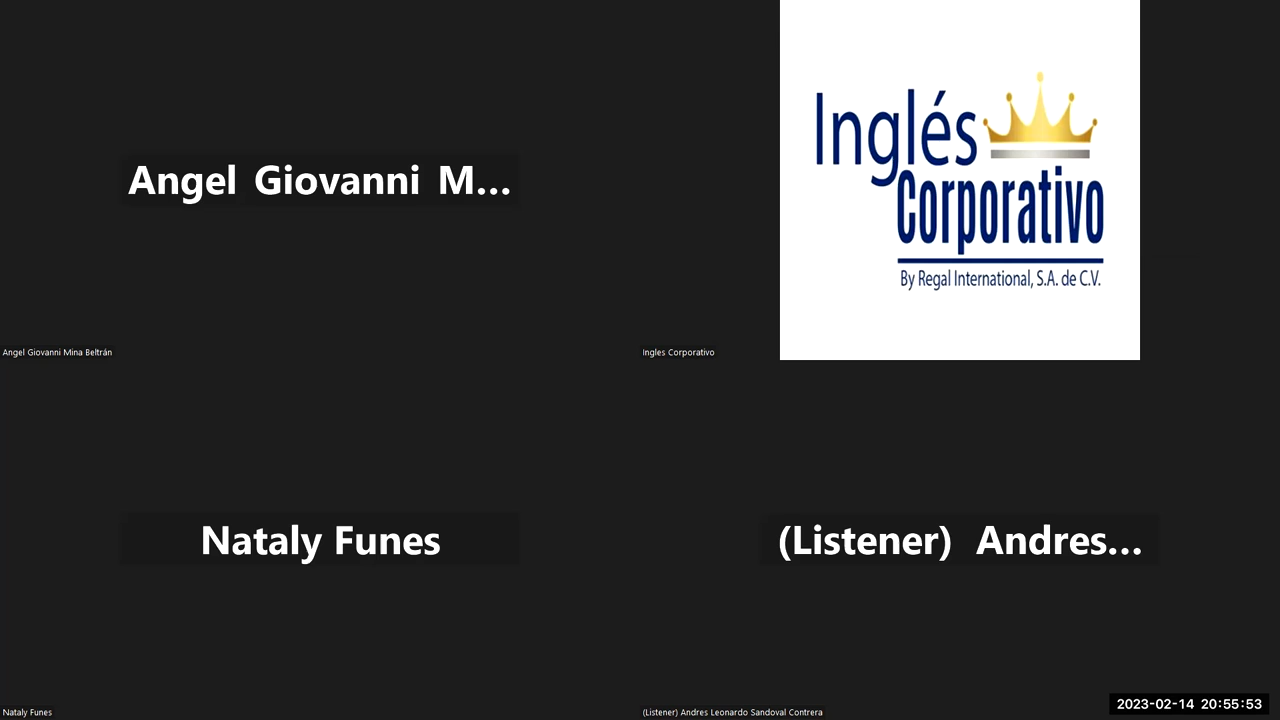 Angel Giovanni M...
Angel Giovanni Mina Beltrán
Inglés
Corporativo
By Regal International, S.A. de C.V.
Ingles Corporativo
Nataly Funes
Nataly Funes
(Listener) Andres...
(Listener) Andres Leonardo Sandoval Contrera
2023-02-14 20:55:53